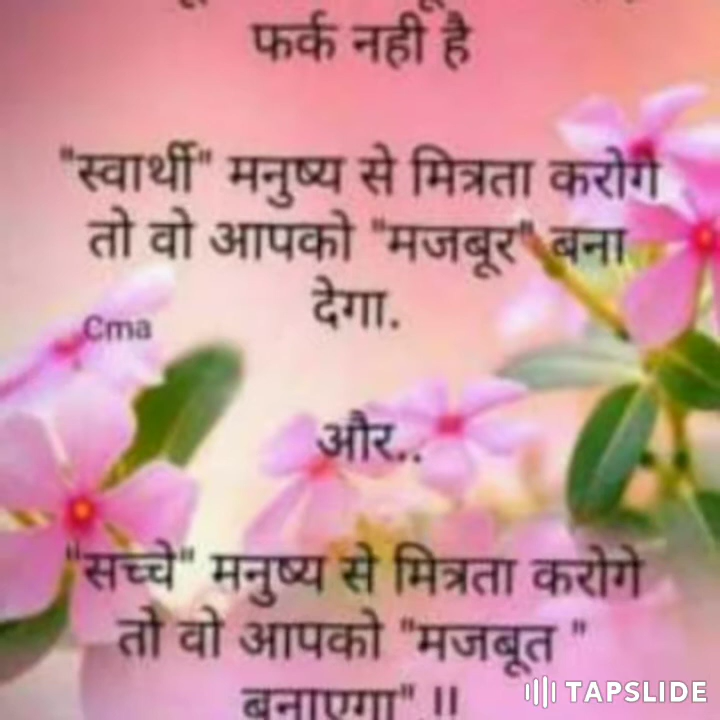 फर्क नही है
"स्वार्थी" मनुष्य से मित्रता करोगे
तो वो आपको "मजबूर" बना
देगा.
Cma
और..
"सच्चे" मनुष्य से मित्रता करोगे
तो वो आपको "मजबूत "
बनाएगा" !!
TAPSLIDE